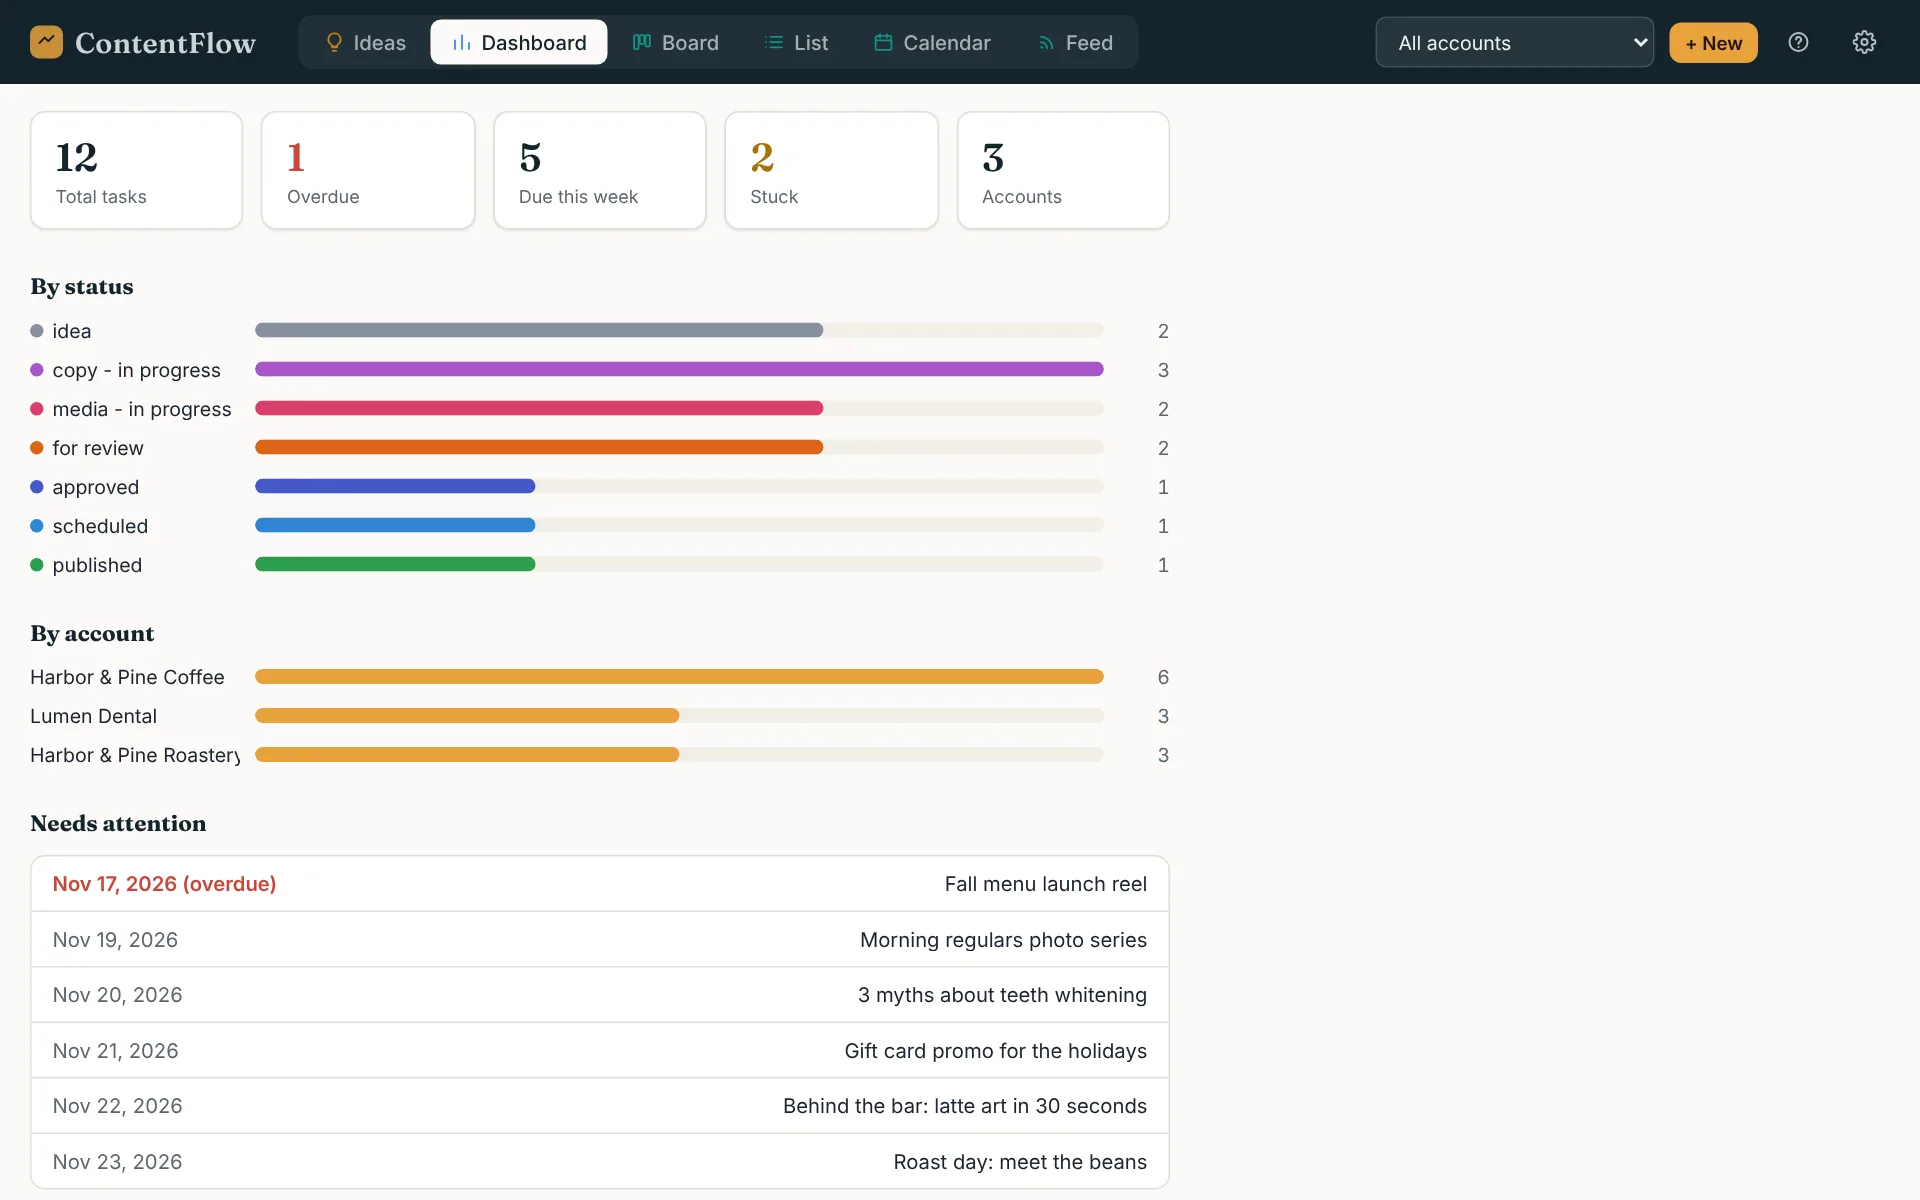 ContentFlow
Ideas
Dashboard
Board
List
Calendar
Feed
All accounts
+ New
12
Total tasks
1
Overdue
5
Due this week
2
Stuck
3
Accounts
By status
idea 2
copy - in progress 3
media - in progress 2
for review 2
approved 1
scheduled 1
published 1
By account
Harbor & Pine Coffee 6
Lumen Dental 3
Harbor & Pine Roastery 3
Needs attention
Nov 17, 2026 (overdue) Fall menu launch reel
Nov 19, 2026 Morning regulars photo series
Nov 20, 2026 3 myths about teeth whitening
Nov 21, 2026 Gift card promo for the holidays
Nov 22, 2026 Behind the bar: latte art in 30 seconds
Nov 23, 2026 Roast day: meet the beans